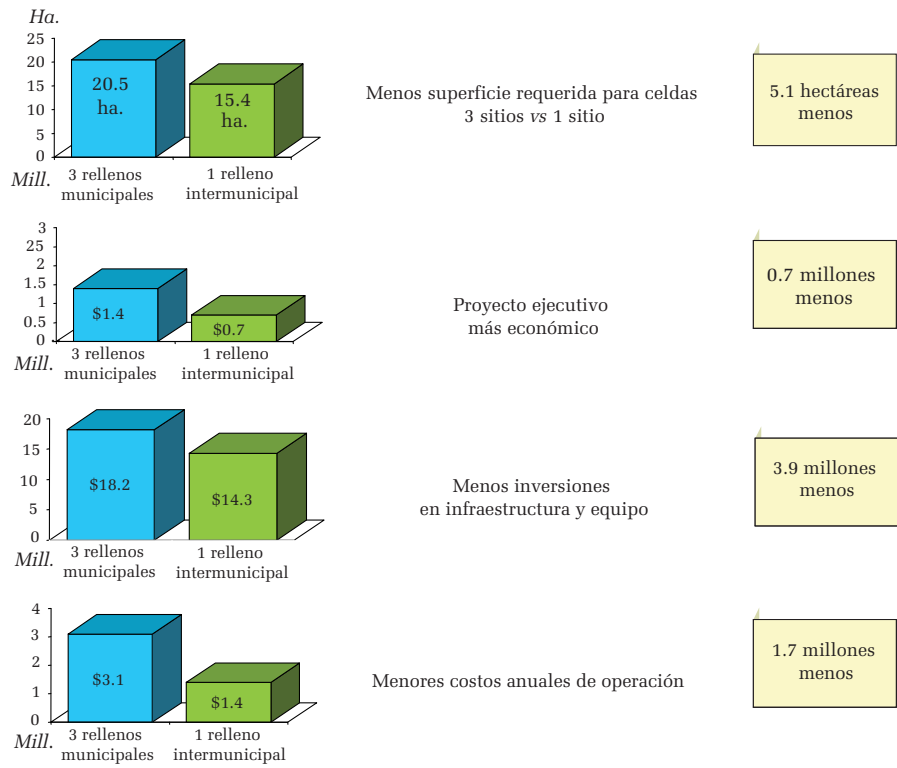 Ha.
25
20
15
10
5
0
20.5
ha.
15.4
ha.
3 rellenos
municipales
1 relleno
intermunicipal
Menos superficie requerida para celdas
3 sitios vs 1 sitio
5.1 hectáreas
menos
Mill.
3
25
2
1.5
1
0.5
0
$1.4
$0.7
3 rellenos
municipales
1 relleno
intermunicipal
Proyecto ejecutivo
más económico
0.7 millones
menos
Mill.
20
15
10
5
0
$18.2
$14.3
3 rellenos
municipales
1 relleno
intermunicipal
Menos inversiones
en infraestructura y equipo
3.9 millones
menos
Mill.
4
3
2
1
0
$3.1
$1.4
3 rellenos
municipales
1 relleno
intermunicipal
Menores costos anuales de operación
1.7 millones
menos
Mill.